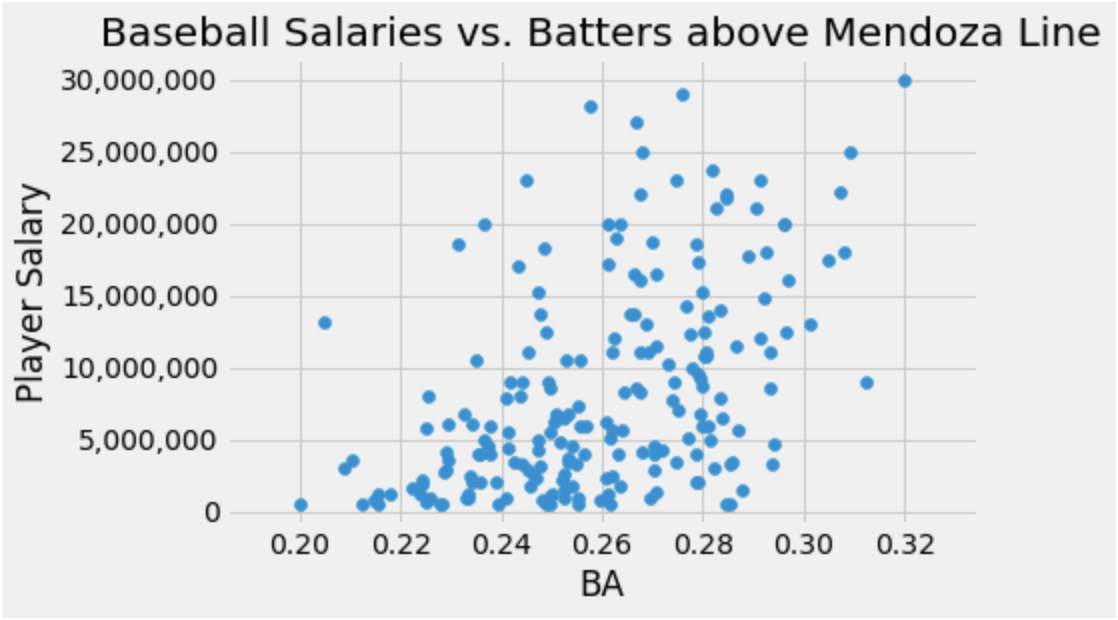 Baseball Salaries vs. Batters above Mendoza Line
30,000,000
25,000,000
20,000,000
15,000,000
10,000,000
5,000,000
0
Player Salary
0.20 0.22 0.24 0.26 0.28 0.30 0.32
BA